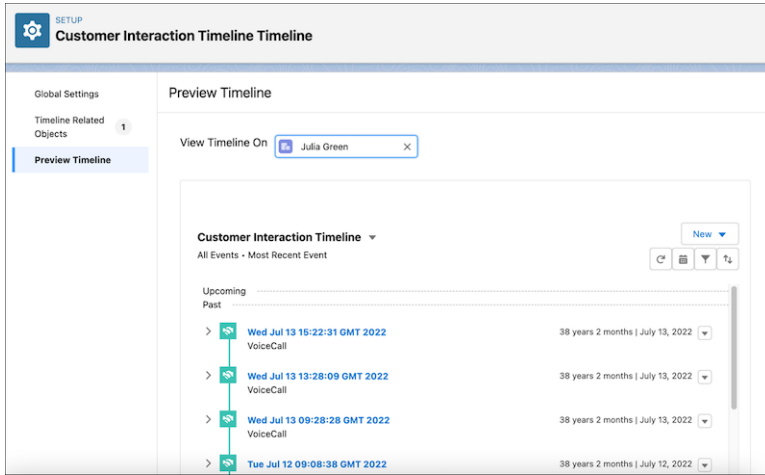 SETUP
Customer Interaction Timeline Timeline
Global Settings
Timeline Related
Objects
1
Preview Timeline
Preview Timeline
View Timeline On
Julia Green
Customer Interaction Timeline
All Events • Most Recent Event
New
Upcoming
Past
Wed Jul 13 15:22:31 GMT 2022
VoiceCall
38 years 2 months | July 13, 2022
Wed Jul 13 13:28:09 GMT 2022
VoiceCall
38 years 2 months | July 13, 2022
Wed Jul 13 09:28:28 GMT 2022
VoiceCall
38 years 2 months | July 13, 2022
Tue Jul 12 09:08:38 GMT 2022
38 years 2 months | July 12, 2022